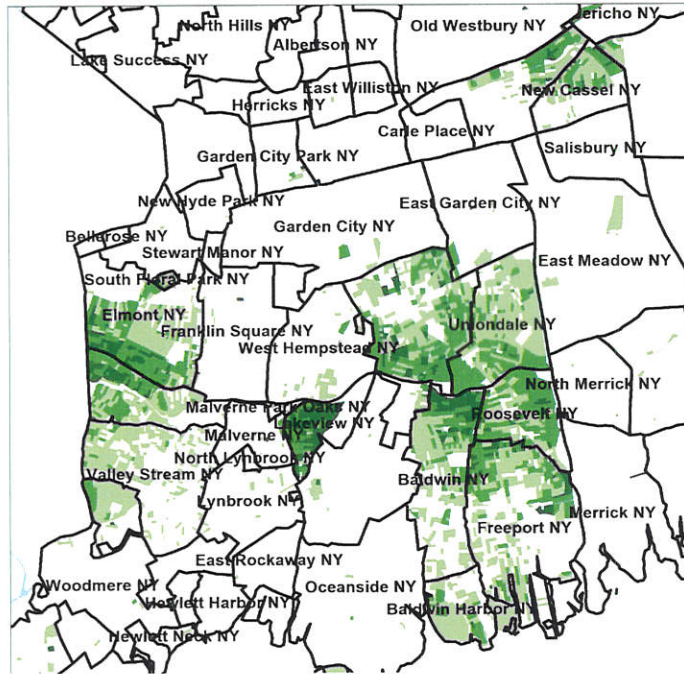 North Hills NY
Old Westbury NY
Jericho NY
Albertson NY
Lake Success NY
East Williston NY
New Cassel NY
Herricks NY
Carle Place NY
Salisbury NY
Garden City Park NY
New Hyde Park NY
East Garden City NY
Garden City NY
Bellerose NY
Stewart Manor NY
East Meadow NY
South Floral Park NY
Elmont NY
Franklin Square NY
Uniondale NY
West Hempstead NY
North Merrick NY
Malverne Park Oaks NY
Roosevelt NY
Lakeview NY
Malverne NY
North Lynbrook NY
Valley Stream NY
Baldwin NY
Lynbrook NY
Merrick NY
Freeport NY
East Rockaway NY
Woodmere NY
Oceanside NY
Hewlett Harbor NY
Baldwin Harbor NY
Hewlett Neck NY